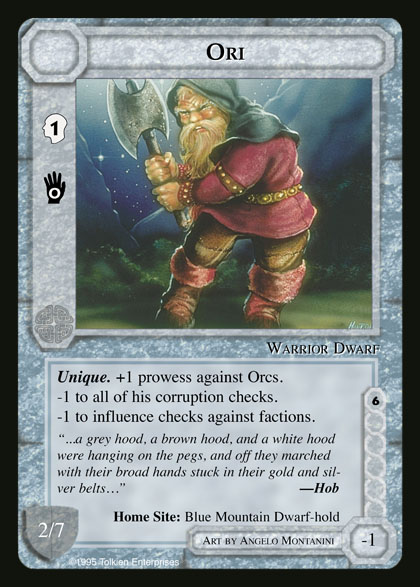 ORI
1
WARRIOR DWARF
Unique. +1 prowess against Orcs.
-1 to all of his corruption checks.
-1 to influence checks against factions.
“...a grey hood, a brown hood, and a white hood
were hanging on the pegs, and off they marched
with their broad hands stuck in their gold and sil-
ver belts…” —Hob
6
Home Site: Blue Mountain Dwarf-hold
2/7
ART BY ANGELO MONTANINI
-1
©1995 Tolkien Enterprises